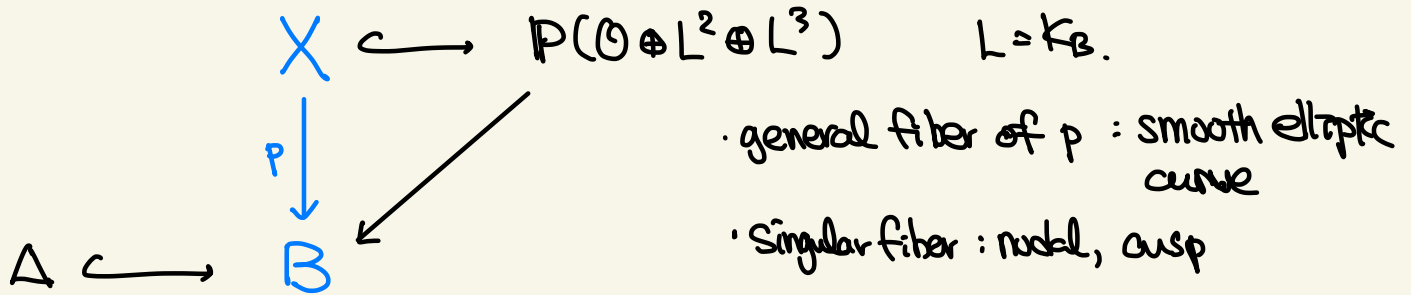 X ↪ P(O ⊕ L² ⊕ L³) L = K_B.
· general fiber of p : smooth elliptic
curve
p
· singular fiber : nodal, cusp
Δ ↪ B